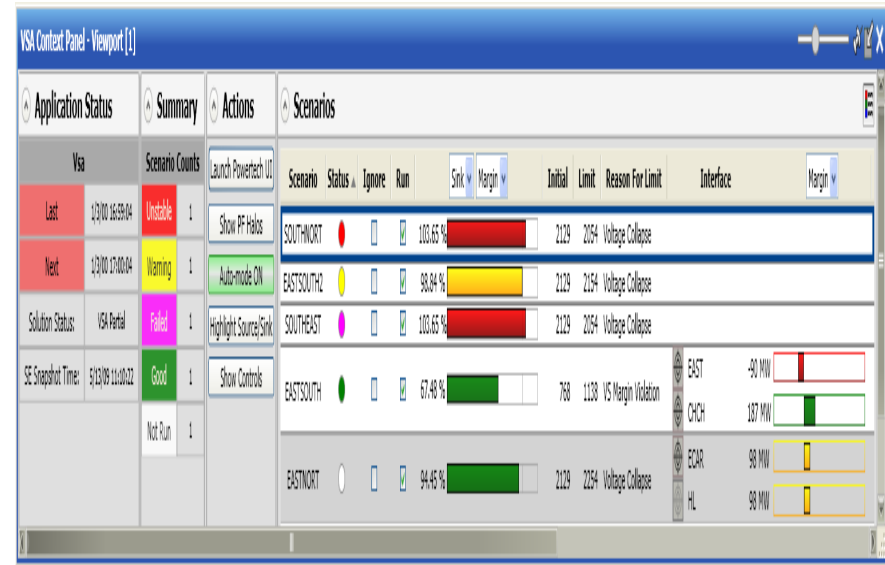 VSA Context Panel - Viewport [1]
Application Status
Summary
Actions
Scenarios
Vsa
Last 1/3/00 16:59:04
Next 1/3/00 17:00:04
Solution Status: VSA Partial
SE Snapshot Time: 5/13/09 11:10:22
Scenario Counts
Unstable 1
Warning 1
Failed 1
Good 1
Not Run 1
Launch Powertech UI
Show PF Halos
Auto-mode ON
Highlight Source/Sink
Show Controls
Scenario Status Ignore Run Sink Margin Initial Limit Reason For Limit Interface Margin
SOUTHNORT 103.65 % 2129 2054 Voltage Collapse
EASTSOUTH2 98.84 % 2129 2154 Voltage Collapse
SOUTHEAST 103.65 % 2129 2054 Voltage Collapse
EASTSOUTH 67.48 % 768 1138 VS Margin Violation
EAST -90 MW
CHCH 187 MW
EASTNORT 94.45 % 2129 2254 Voltage Collapse
ECAR 98 MW
HL 98 MW